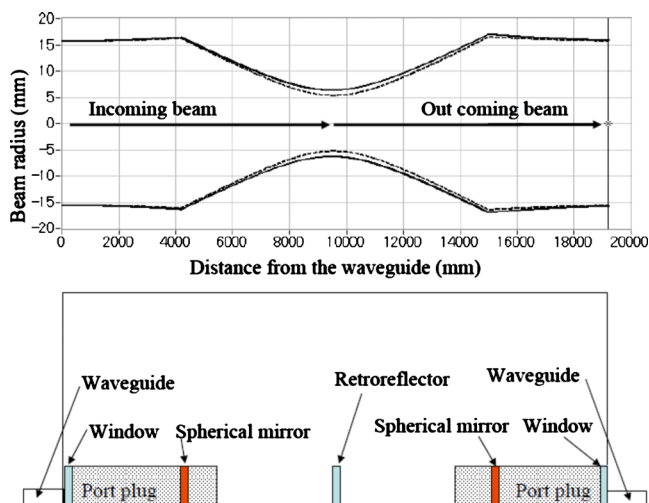 20
15
10
5
0
-5
-10
-15
-20
Beam radius (mm)
Incoming beam
Out coming beam
0
2000
4000
6000
8000
10000
12000
14000
16000
18000
20000
Distance from the waveguide (mm)
Waveguide
Retroreflector
Waveguide
Window
Spherical mirror
Spherical mirror
Window
Port plug
Port plug